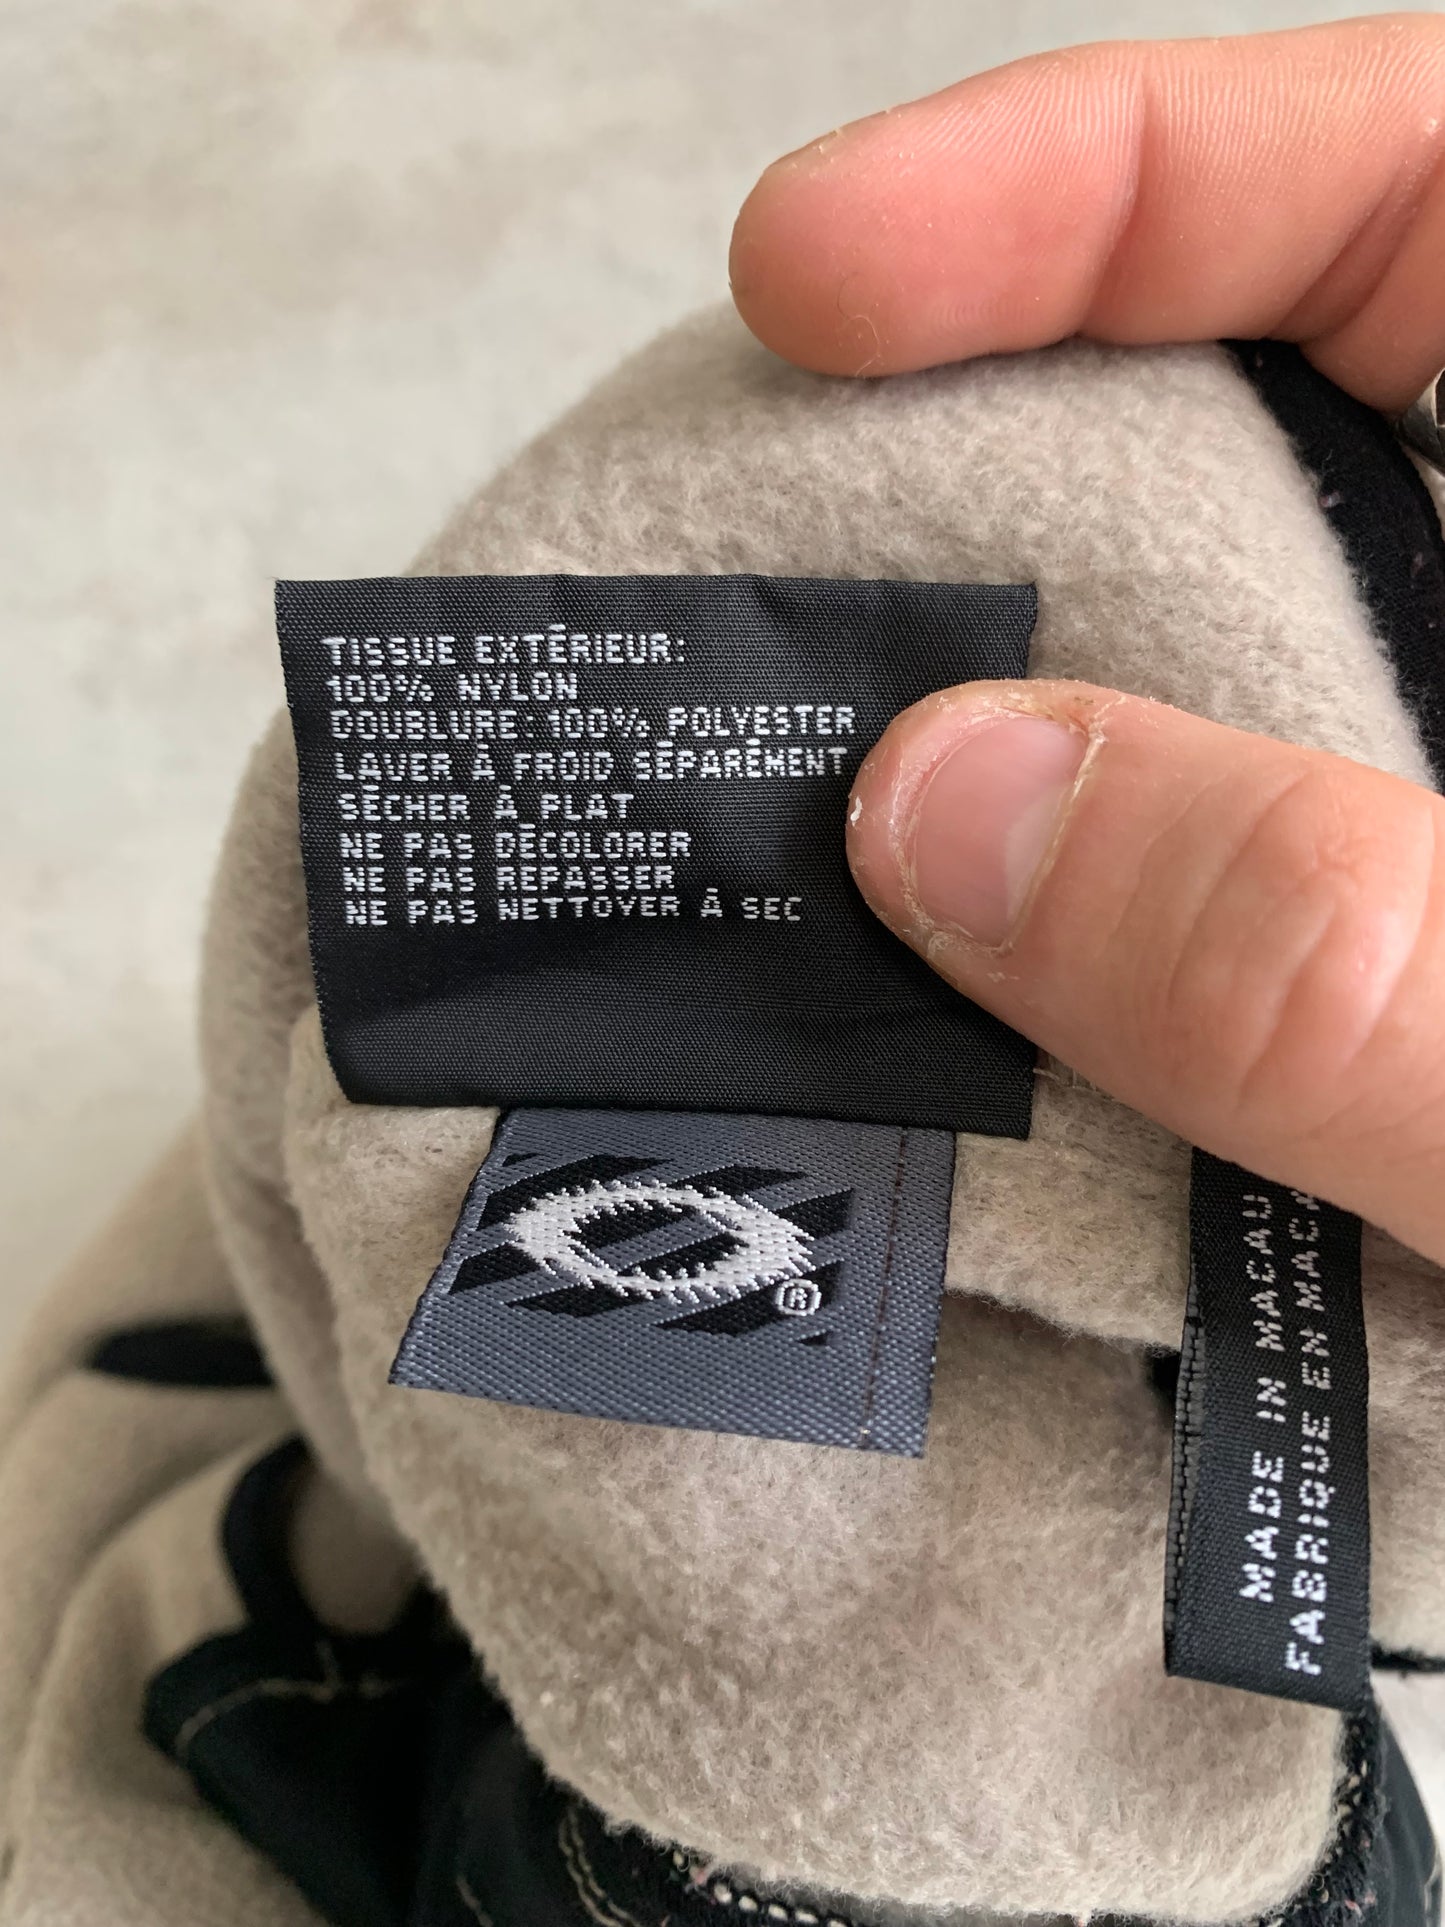 TISSUE EXTÉRIEUR:
100% NYLON
DOUBLURE: 100% POLYESTER
LAVER À FROID SÉPARÉMENT
SÉCHER À PLAT
NE PAS DÉCOLORER
NE PAS REPASSER
NE PAS NETTOYER À SEC
®
MADE IN MACAU
FABRIQUE EN